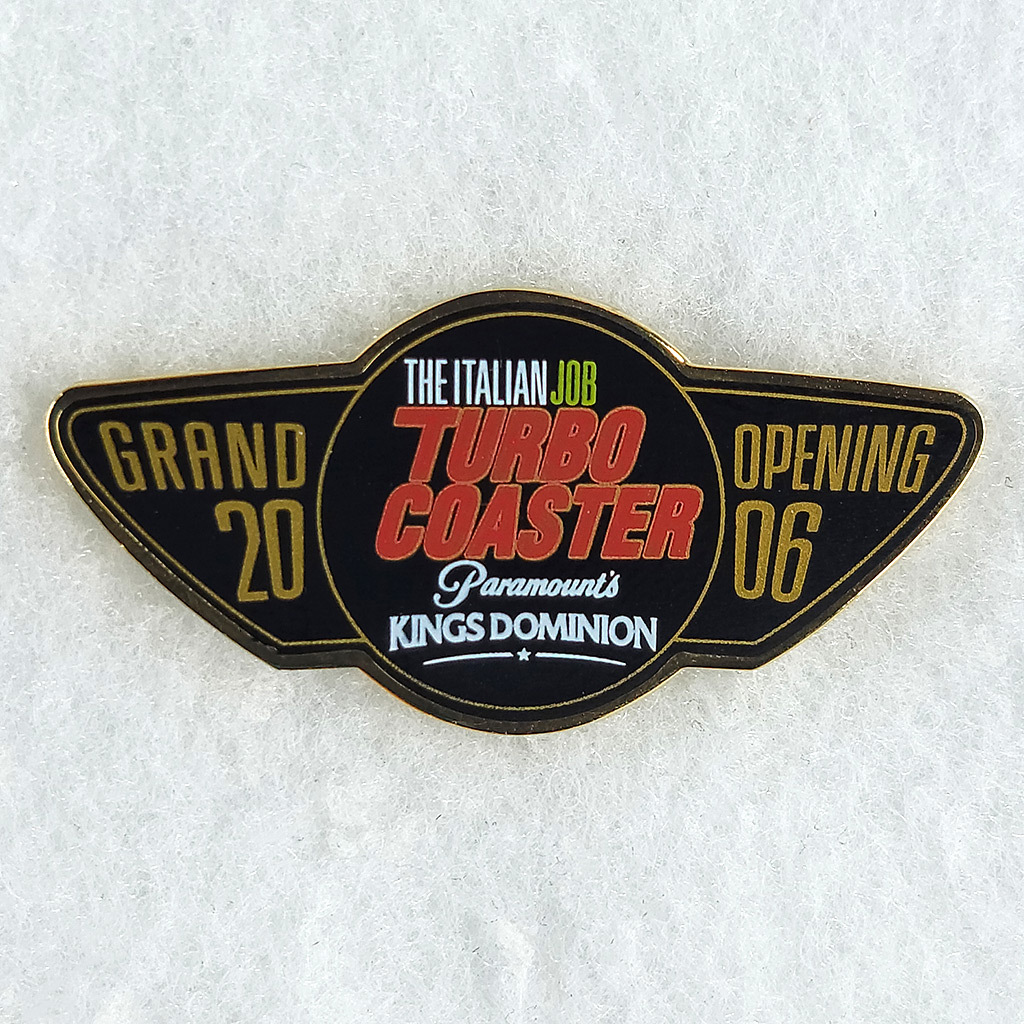 THE ITALIAN JOB
TURBO
COASTER
Paramount's
KINGS DOMINION
GRAND
20
OPENING
06